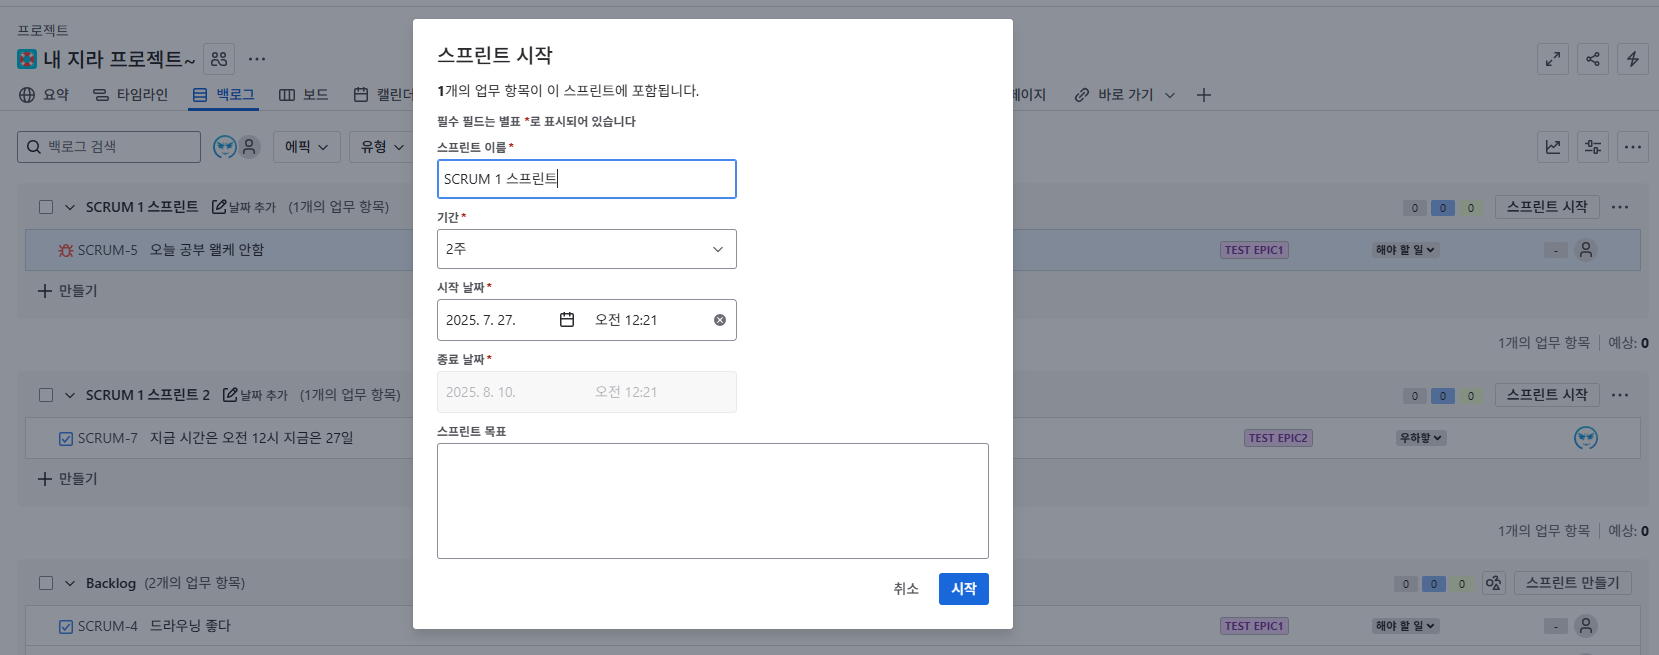 프로젝트
내 지라 프로젝트~
요약 타임라인 백로그 보드 캘린더 페이지 바로 가기
백로그 검색 에픽 유형
SCRUM 1 스프린트 날짜 추가 (1개의 업무 항목) 0 0 0 스프린트 시작
SCRUM-5 오늘 공부 왤케 안함 TEST EPIC1 해야 할 일 -
만들기
1개의 업무 항목 예상: 0
SCRUM 1 스프린트 2 날짜 추가 (1개의 업무 항목) 0 0 0 스프린트 시작
SCRUM-7 지금 시간은 오전 12시 지금은 27일 TEST EPIC2 우하항
만들기
1개의 업무 항목 예상: 0
Backlog (2개의 업무 항목) 0 0 0 스프린트 만들기
SCRUM-4 드라우닝 좋다 TEST EPIC1 해야 할 일 -
스프린트 시작
1개의 업무 항목이 이 스프린트에 포함됩니다.
필수 필드는 별표 *로 표시되어 있습니다
스프린트 이름*
SCRUM 1 스프린트
기간*
2주
시작 날짜*
2025. 7. 27. 오전 12:21
종료 날짜*
2025. 8. 10. 오전 12:21
스프린트 목표
취소 시작